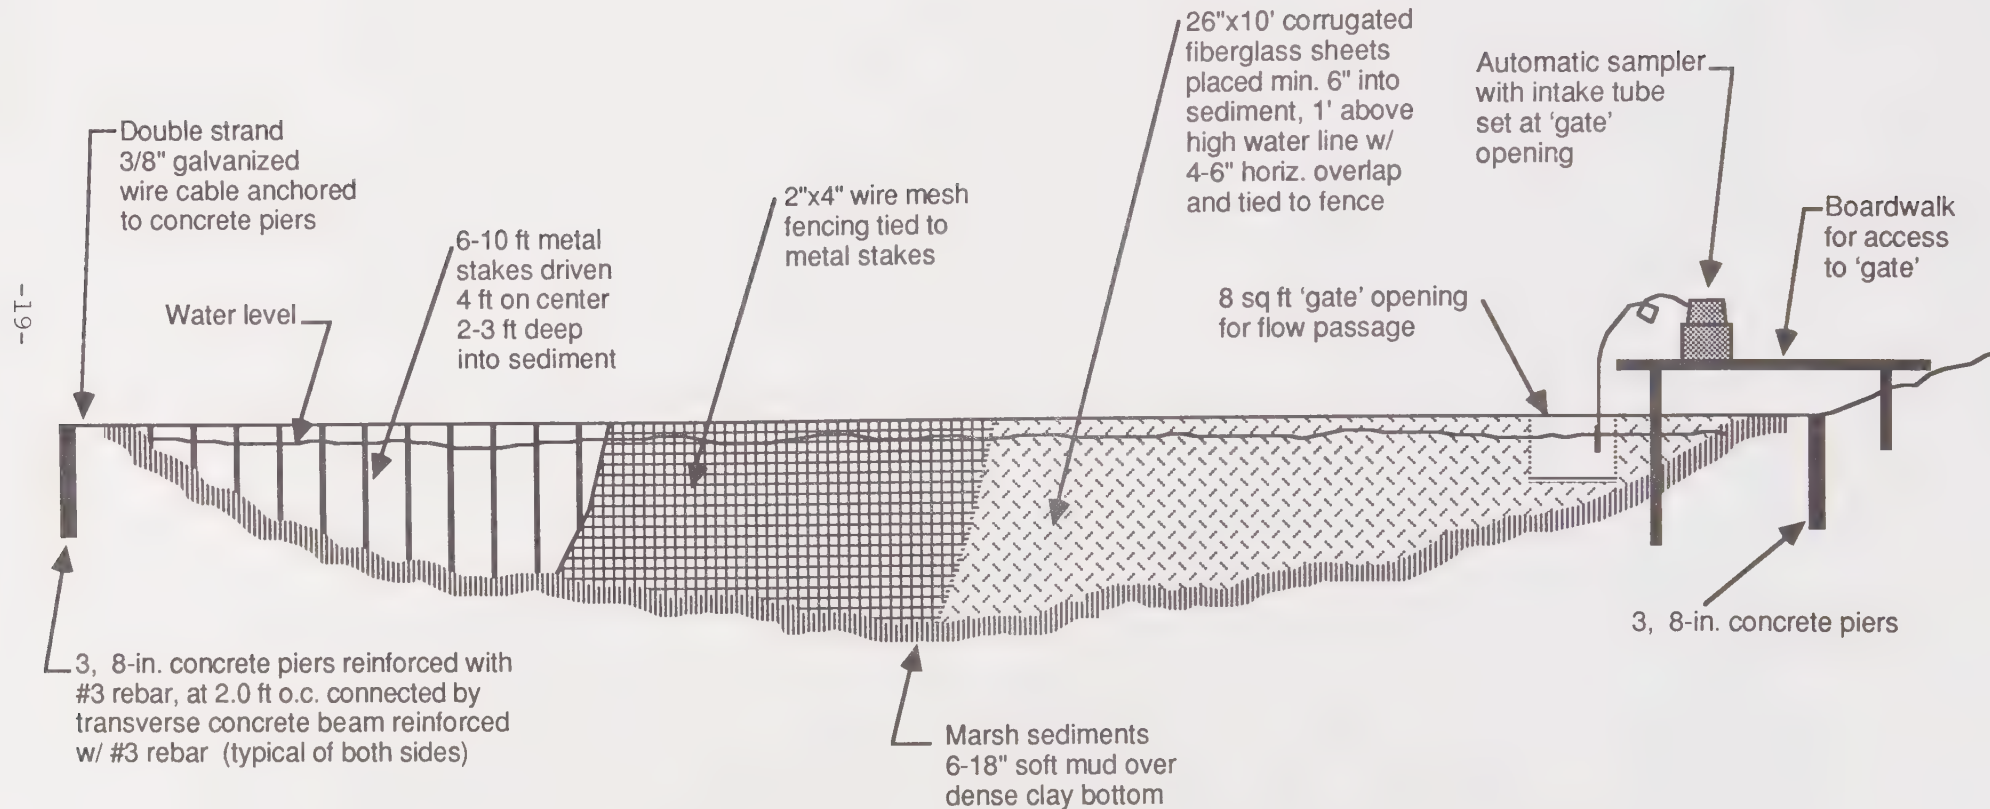 26"x10' corrugated
fiberglass sheets
placed min. 6" into
sediment, 1' above
high water line w/
4-6" horiz. overlap
and tied to fence
Automatic sampler
with intake tube
set at ‘gate’
opening
Double strand
3/8" galvanized
wire cable anchored
to concrete piers
2"x4" wire mesh
fencing tied to
metal stakes
Boardwalk
for access
to ‘gate’
6-10 ft metal
stakes driven
4 ft on center
2-3 ft deep
into sediment
Water level
8 sq ft ‘gate’ opening
for flow passage
-19-
3, 8-in. concrete piers
3, 8-in. concrete piers reinforced with
#3 rebar, at 2.0 ft o.c. connected by
transverse concrete beam reinforced
w/ #3 rebar (typical of both sides)
Marsh sediments
6-18" soft mud over
dense clay bottom